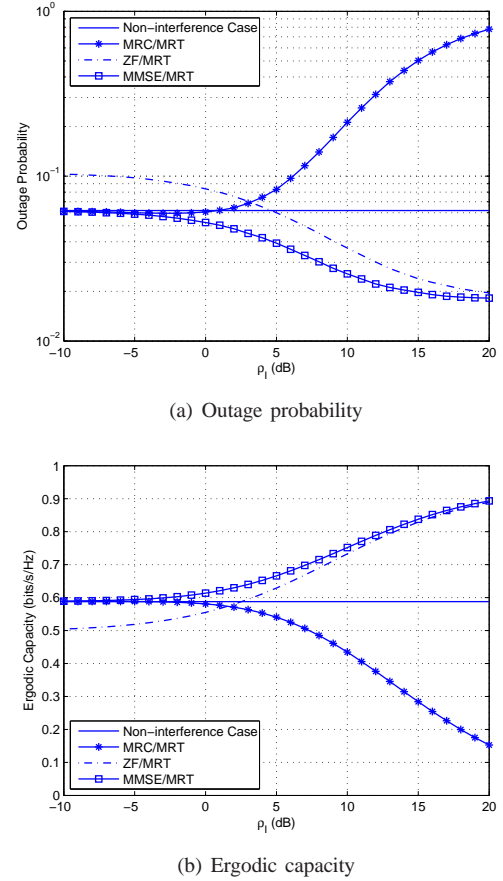 10^0
10^-1
10^-2
Outage Probability
Non−interference Case
MRC/MRT
ZF/MRT
MMSE/MRT
−10 −5 0 5 10 15 20
ρ_I (dB)
(a) Outage probability
1
0.9
0.8
0.7
0.6
0.5
0.4
0.3
0.2
0.1
0
Ergodic Capacity (bits/s/Hz)
Non−interference Case
MRC/MRT
ZF/MRT
MMSE/MRT
−10 −5 0 5 10 15 20
ρ_I (dB)
(b) Ergodic capacity